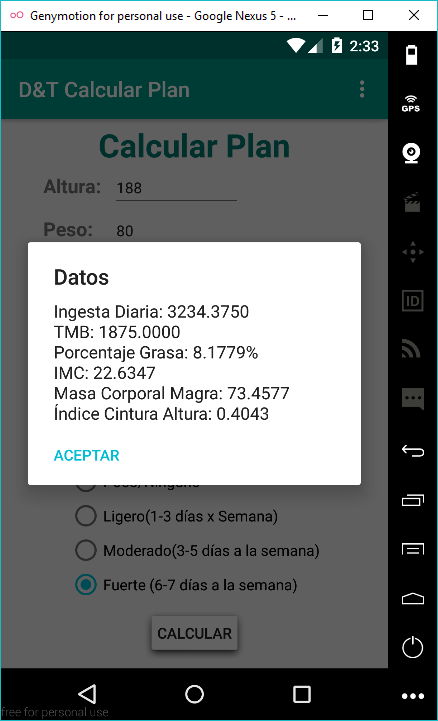 Genymotion for personal use - Google Nexus 5 - ...
2:33
D&T Calcular Plan
GPS
Calcular Plan
Altura: 188
Peso: 80
Datos
Ingesta Diaria: 3234.3750
TMB: 1875.0000
Porcentaje Grasa: 8.1779%
IMC: 22.6347
Masa Corporal Magra: 73.4577
Índice Cintura Altura: 0.4043
ACEPTAR
ID
Ligero(1-3 días x Semana)
Moderado(3-5 días a la semana)
Fuerte (6-7 días a la semana)
CALCULAR
free for personal use